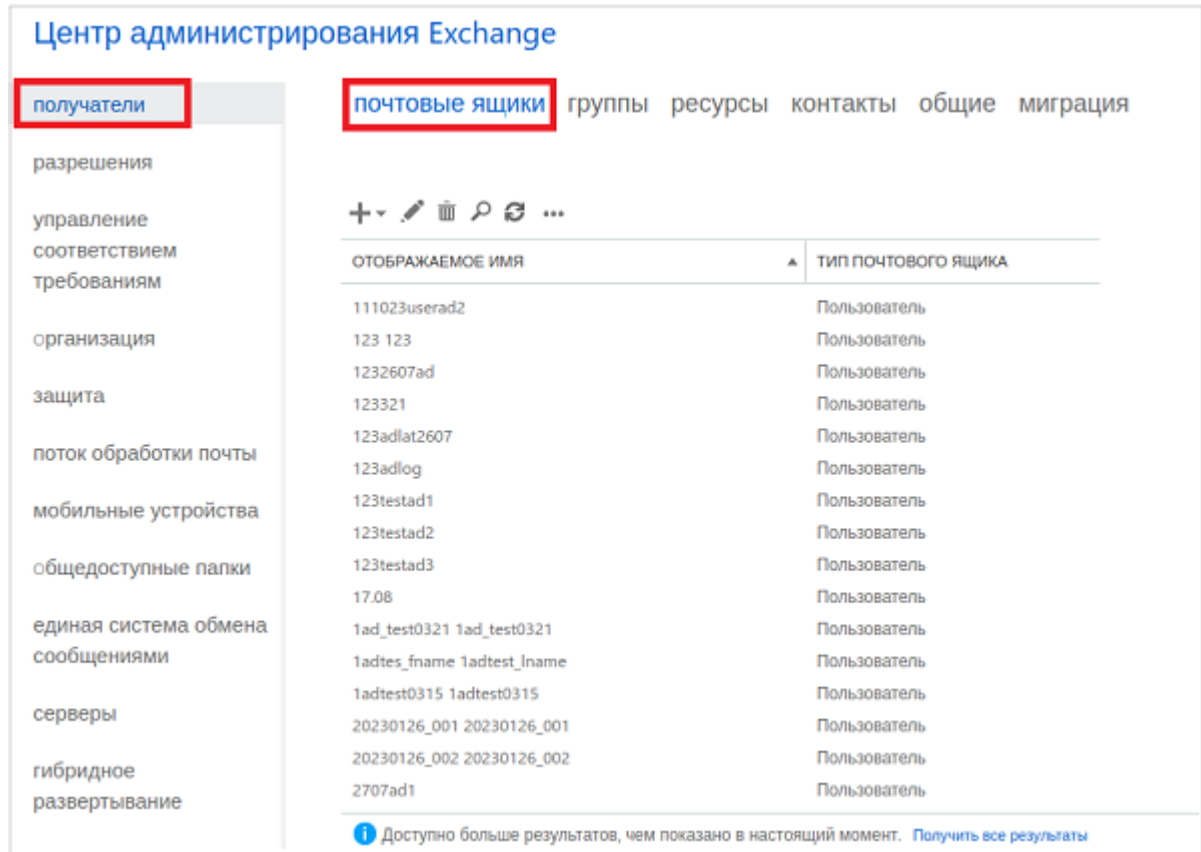 Центр администрирования Exchange
получатели
разрешения
управление
соответствием
требованиям
организация
защита
поток обработки почты
мобильные устройства
общедоступные папки
единая система обмена
сообщениями
серверы
гибридное
развертывание
почтовые ящики группы ресурсы контакты общие миграция
ОТОБРАЖАЕМОЕ ИМЯ ТИП ПОЧТОВОГО ЯЩИКА
111023userad2 Пользователь
123 123 Пользователь
1232607ad Пользователь
123321 Пользователь
123adlat2607 Пользователь
123adlog Пользователь
123testad1 Пользователь
123testad2 Пользователь
123testad3 Пользователь
17.08 Пользователь
1ad_test0321 1ad_test0321 Пользователь
1adtes_fname 1adtest_lname Пользователь
1adtest0315 1adtest0315 Пользователь
20230126_001 20230126_001 Пользователь
20230126_002 20230126_002 Пользователь
2707ad1 Пользователь
Доступно больше результатов, чем показано в настоящий момент. Получить все результаты